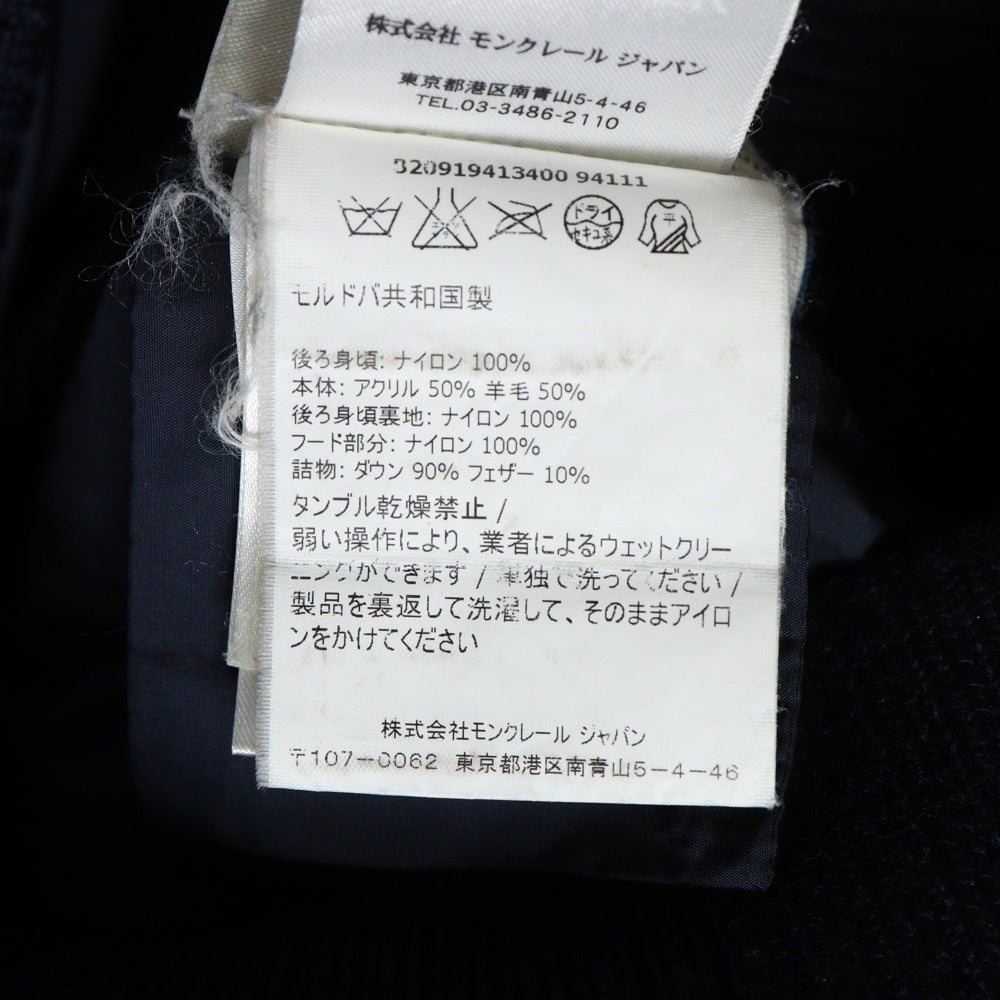 株式会社 モンクレール ジャパン
東京都港区南青山5-4-46
TEL.03-3486-2110
320919413400 94111
ドライ
セキユ系
平
モルドバ共和国製
後ろ身頃: ナイロン 100%
本体: アクリル 50% 羊毛 50%
後ろ身頃裏地: ナイロン 100%
フード部分: ナイロン 100%
詰物: ダウン 90% フェザー 10%
タンブル乾燥禁止 /
弱い操作により、業者によるウェットクリー
ニングができます / 単独で洗ってください /
製品を裏返して洗濯して、そのままアイロ
ンをかけてください
株式会社モンクレール ジャパン
〒107-0062 東京都港区南青山5-4-46